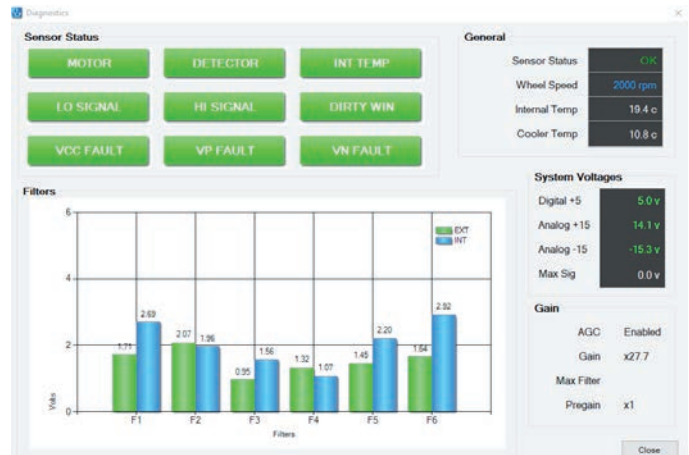 Diagnostics
Sensor Status
MOTOR DETECTOR INT TEMP
LO SIGNAL HI SIGNAL DIRTY WIN
VCC FAULT VP FAULT VN FAULT
General
Sensor Status OK
Wheel Speed 2000 rpm
Internal Temp 19.4 c
Cooler Temp 10.8 c
System Voltages
Digital +5 5.0 v
Analog +15 14.1 v
Analog -15 -15.3 v
Max Sig 0.0 v
Filters
6
4
2
0
Volts
EXT
INT
1.71 2.69 2.07 1.96 0.95 1.56 1.32 1.07 1.45 2.20 1.64 2.92
F1 F2 F3 F4 F5 F6
Filters
Gain
AGC Enabled
Gain x27.7
Max Filter
Pregain x1
Close